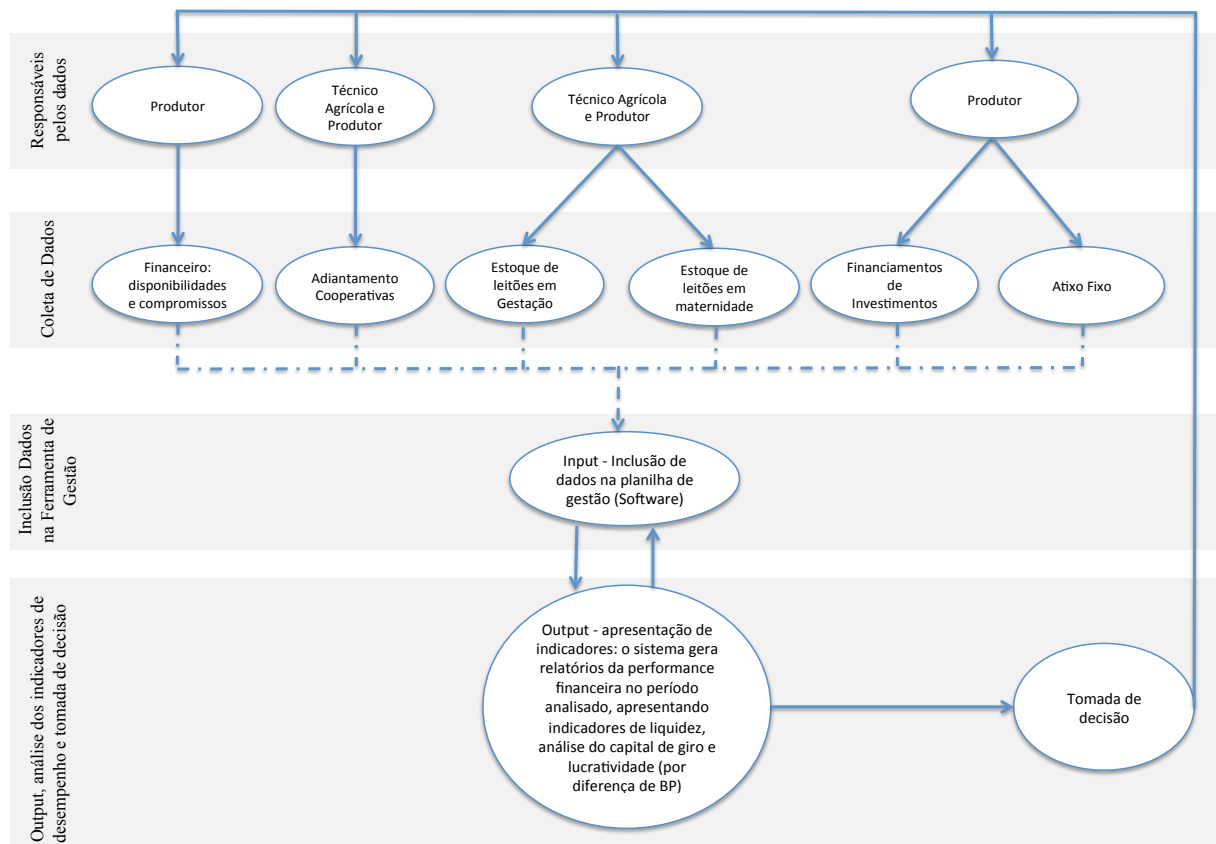 Responsáveis
pelos dados
Produtor
Técnico
Agrícola e
Produtor
Técnico Agrícola
e Produtor
Produtor
Coleta de Dados
Financeiro:
disponibilidades
e compromissos
Adiantamento
Cooperativas
Estoque de
leitões em
Gestação
Estoque de
leitões em
maternidade
Financiamentos
de
Investimentos
Atixo Fixo
Inclusão Dados
na Ferramenta de
Gestão
Input - Inclusão de
dados na planilha de
gestão (Software)
Output, análise dos indicadores de
desempenho e tomada de decisão
Output - apresentação de
indicadores: o sistema gera
relatórios da performance
financeira no período
analisado, apresentando
indicadores de liquidez,
análise do capital de giro e
lucratividade (por
diferença de BP)
Tomada de
decisão